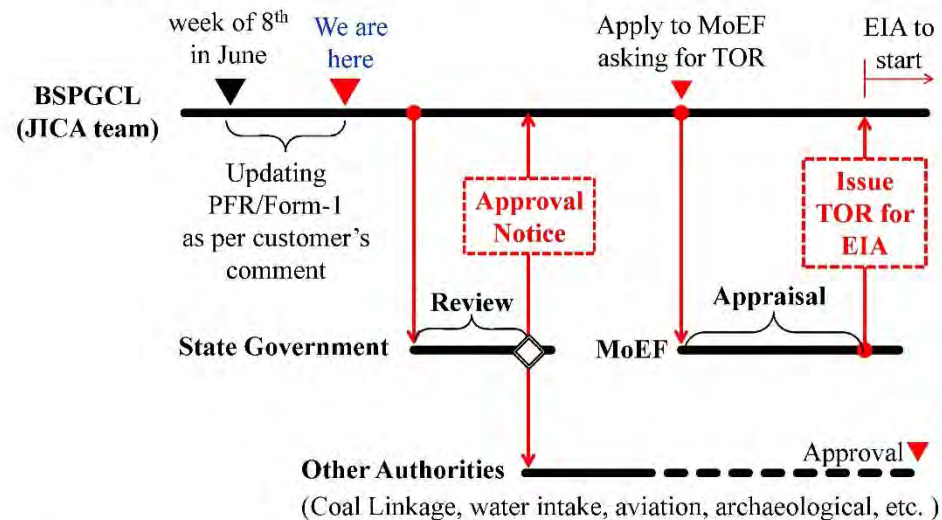 week of 8th
in June
We are
here
Apply to MoEF
asking for TOR
EIA to
start
BSPGCL
(JICA team)
Updating
PFR/Form-1
as per customer's
comment
Approval
Notice
Issue
TOR for
EIA
Review
Appraisal
State Government
MoEF
Approval
Other Authorities
(Coal Linkage, water intake, aviation, archaeological, etc. )